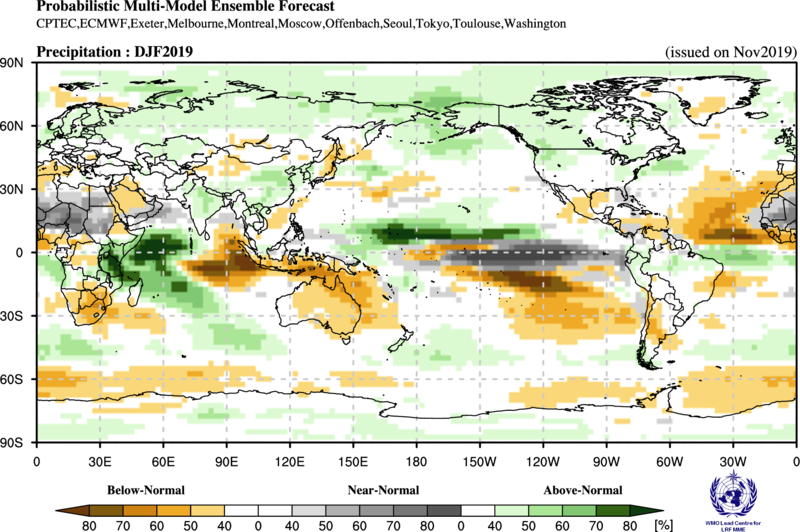 Probabilistic Multi-Model Ensemble Forecast
CPTEC,ECMWF,Exeter,Melbourne,Montreal,Moscow,Offenbach,Seoul,Tokyo,Toulouse,Washington
Precipitation : DJF2019 (issued on Nov2019)
90N
60N
30N
0
30S
60S
90S
0 30E 60E 90E 120E 150E 180 150W 120W 90W 60W 30W 0
Below-Normal Near-Normal Above-Normal
80 70 60 50 40 0 40 50 60 70 80 0 40 50 60 70 80 [%]
WMO Lead Centre for
LRFMME